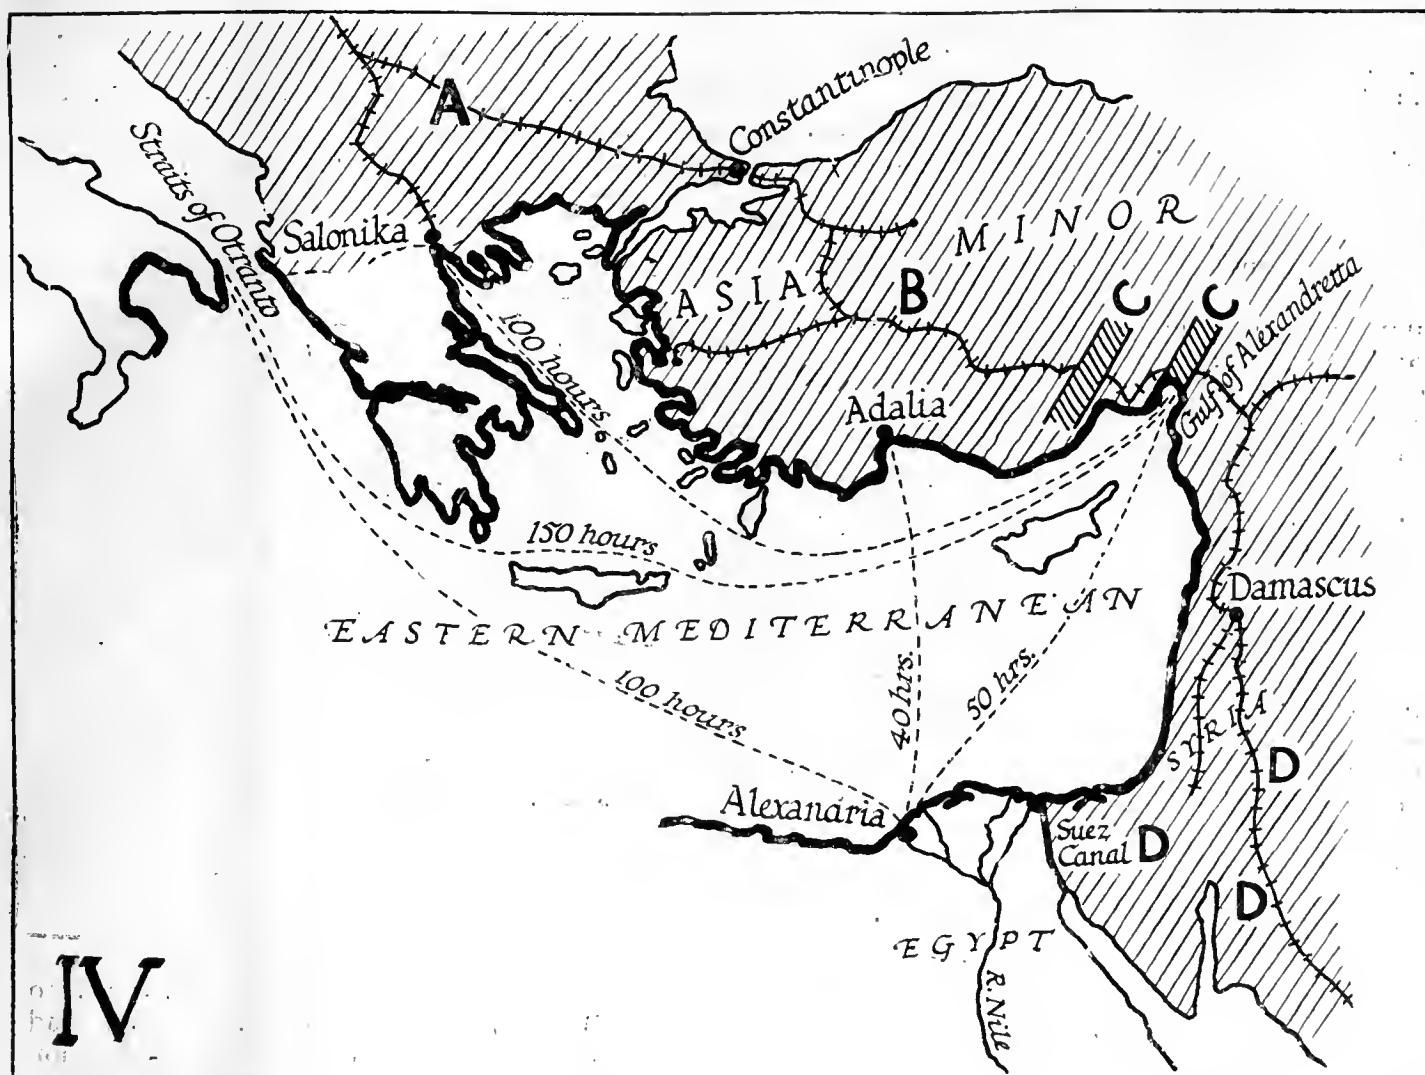 Constantinople
A
Straits of Otranto
Salonika
MINOR
ASIA
B
C
C
Gulf of Alexandretta
100 hours
Adalia
150 hours
Damascus
EASTERN MEDITERRANEAN
100 hours
40 hrs.
50 hrs.
SYRIA
D
Alexandria
Suez
Canal
D
D
EGYPT
R. Nile
IV